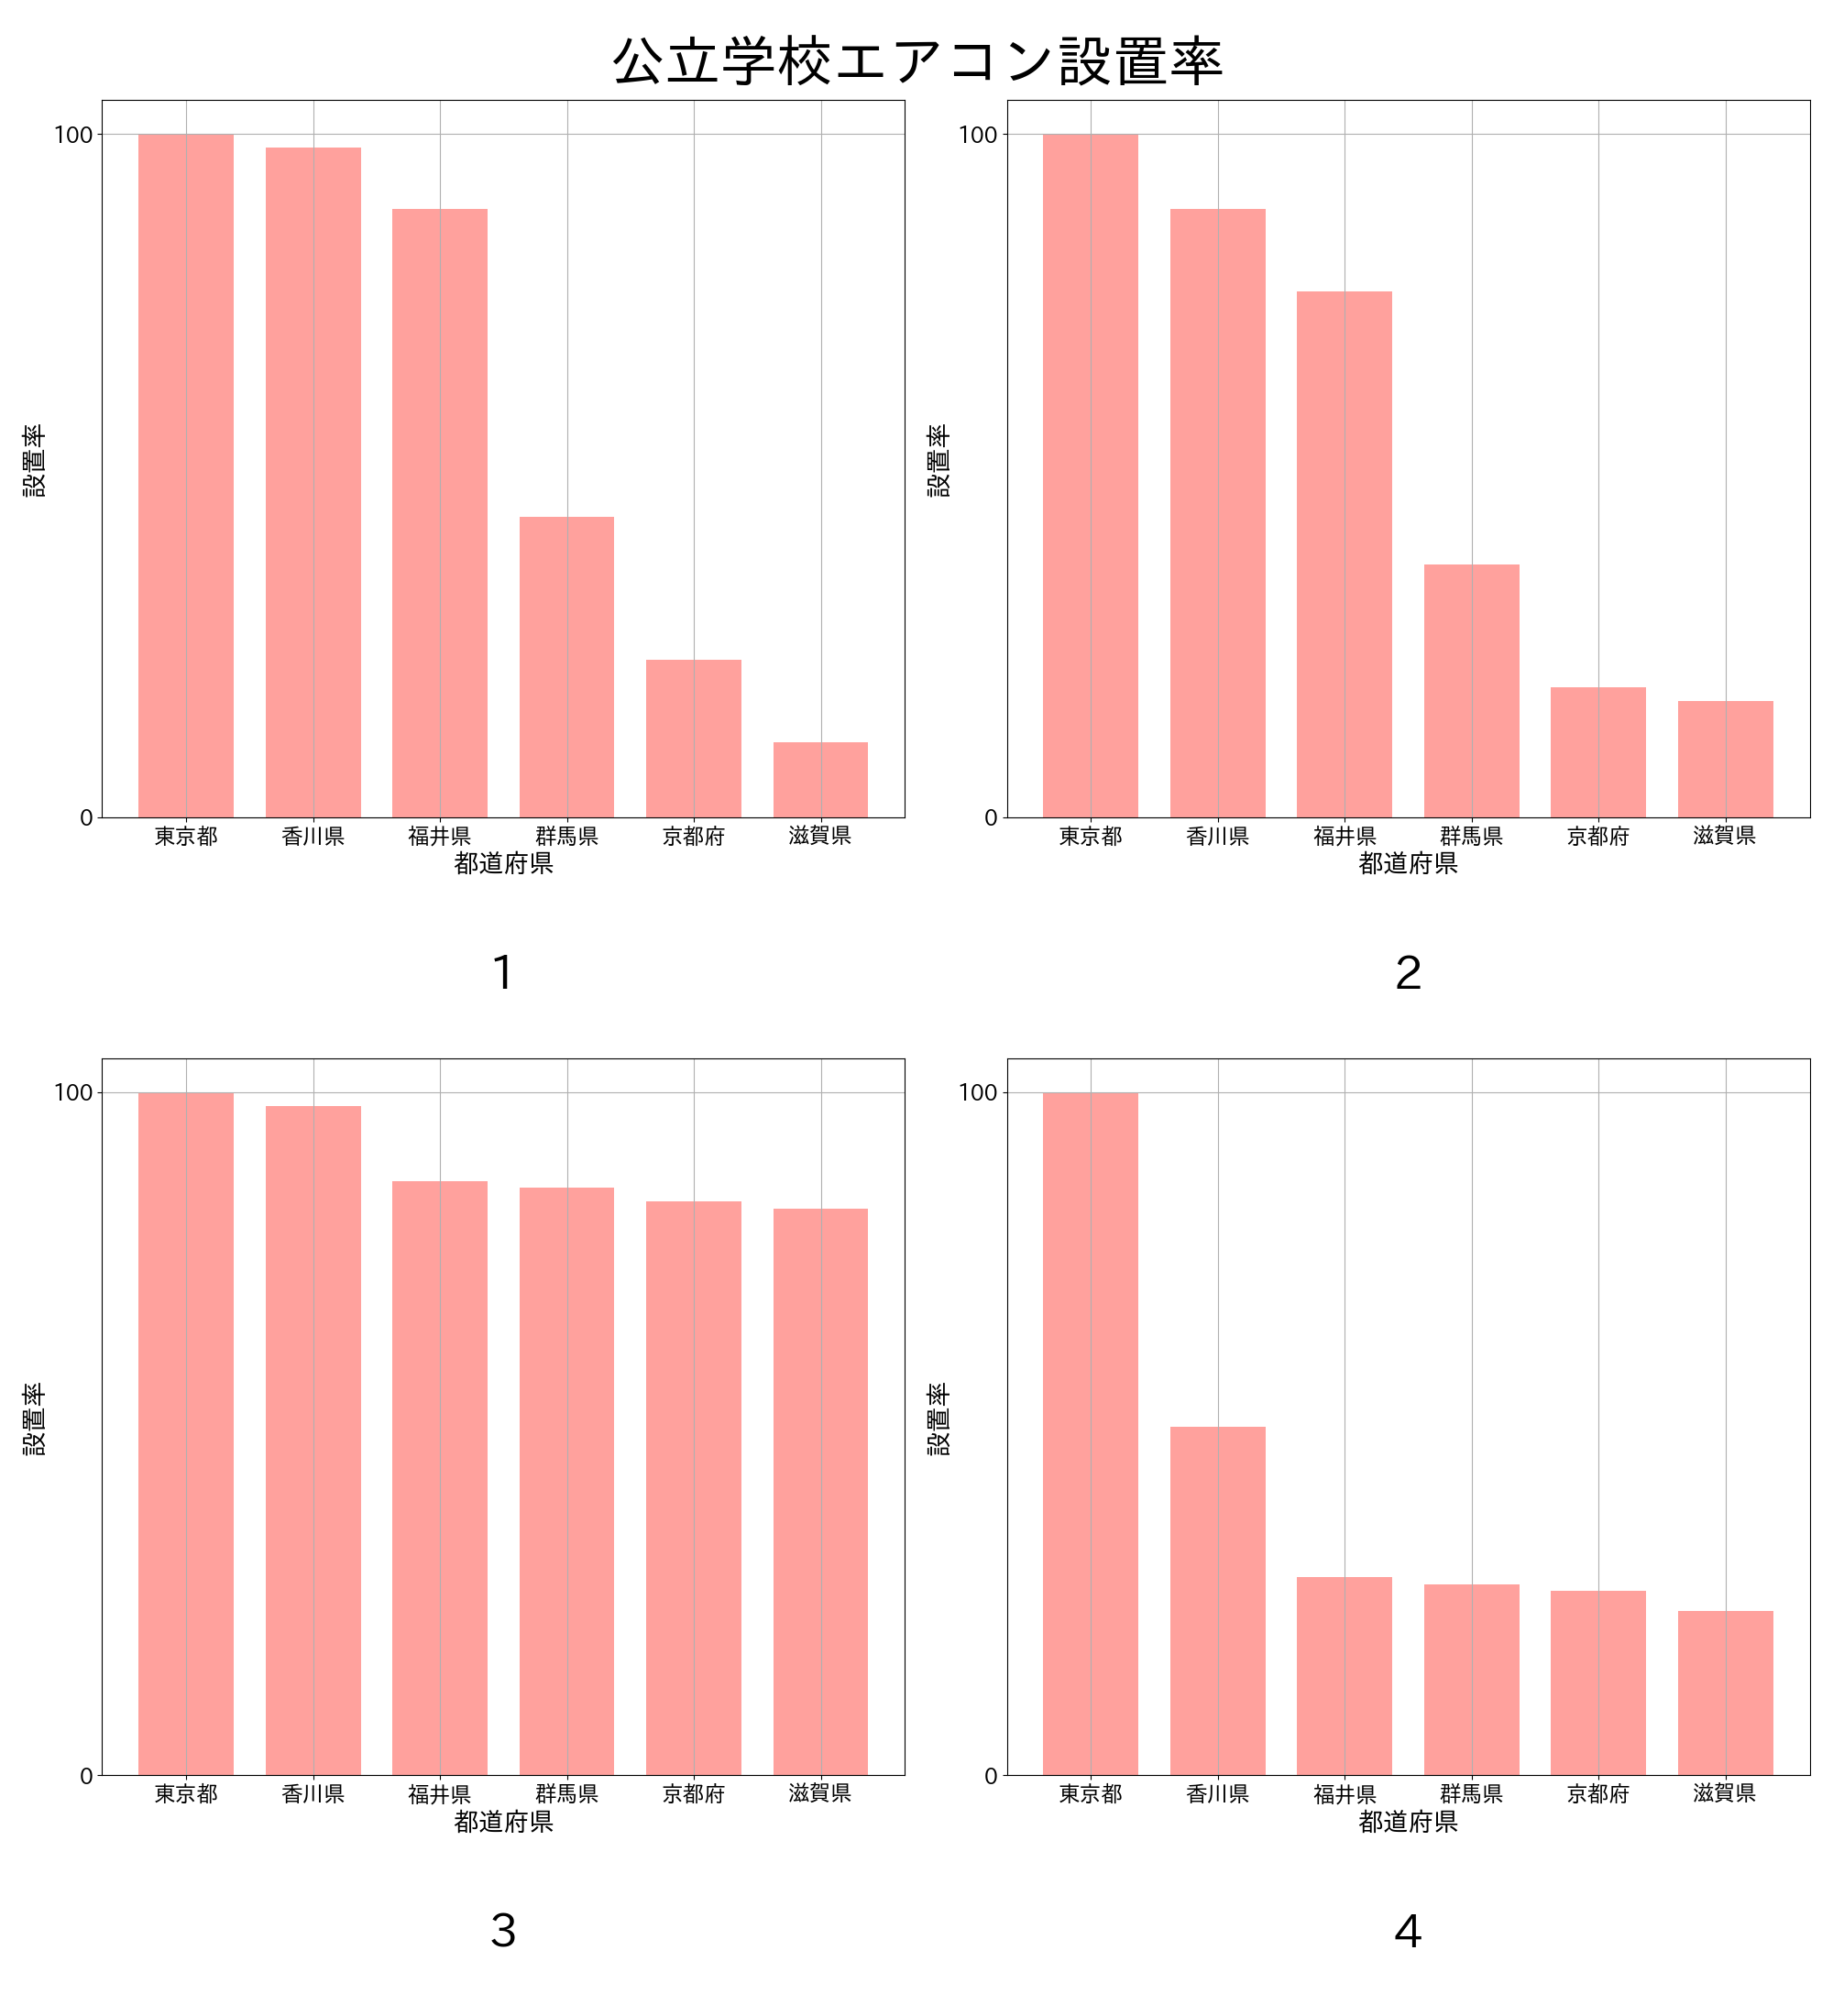 公立学校エアコン設置率
100
設置率
0
東京都 香川県 福井県 群馬県 京都府 滋賀県
都道府県
1
100
設置率
0
東京都 香川県 福井県 群馬県 京都府 滋賀県
都道府県
2
100
設置率
0
東京都 香川県 福井県 群馬県 京都府 滋賀県
都道府県
3
100
設置率
0
東京都 香川県 福井県 群馬県 京都府 滋賀県
都道府県
4